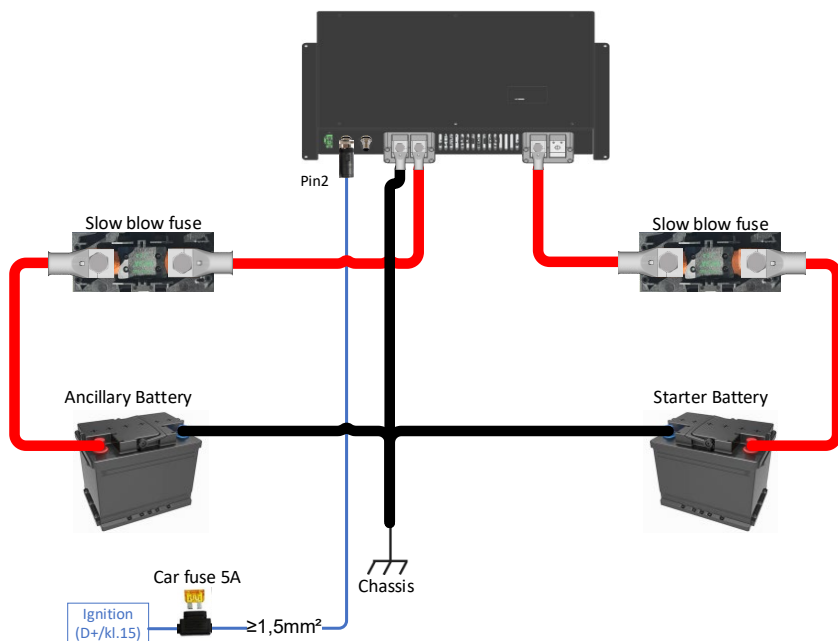 Pin2
Slow blow fuse
Slow blow fuse
Ancillary Battery
Starter Battery
Car fuse 5A
Chassis
Ignition
(D+/kl.15)
≥1,5mm²